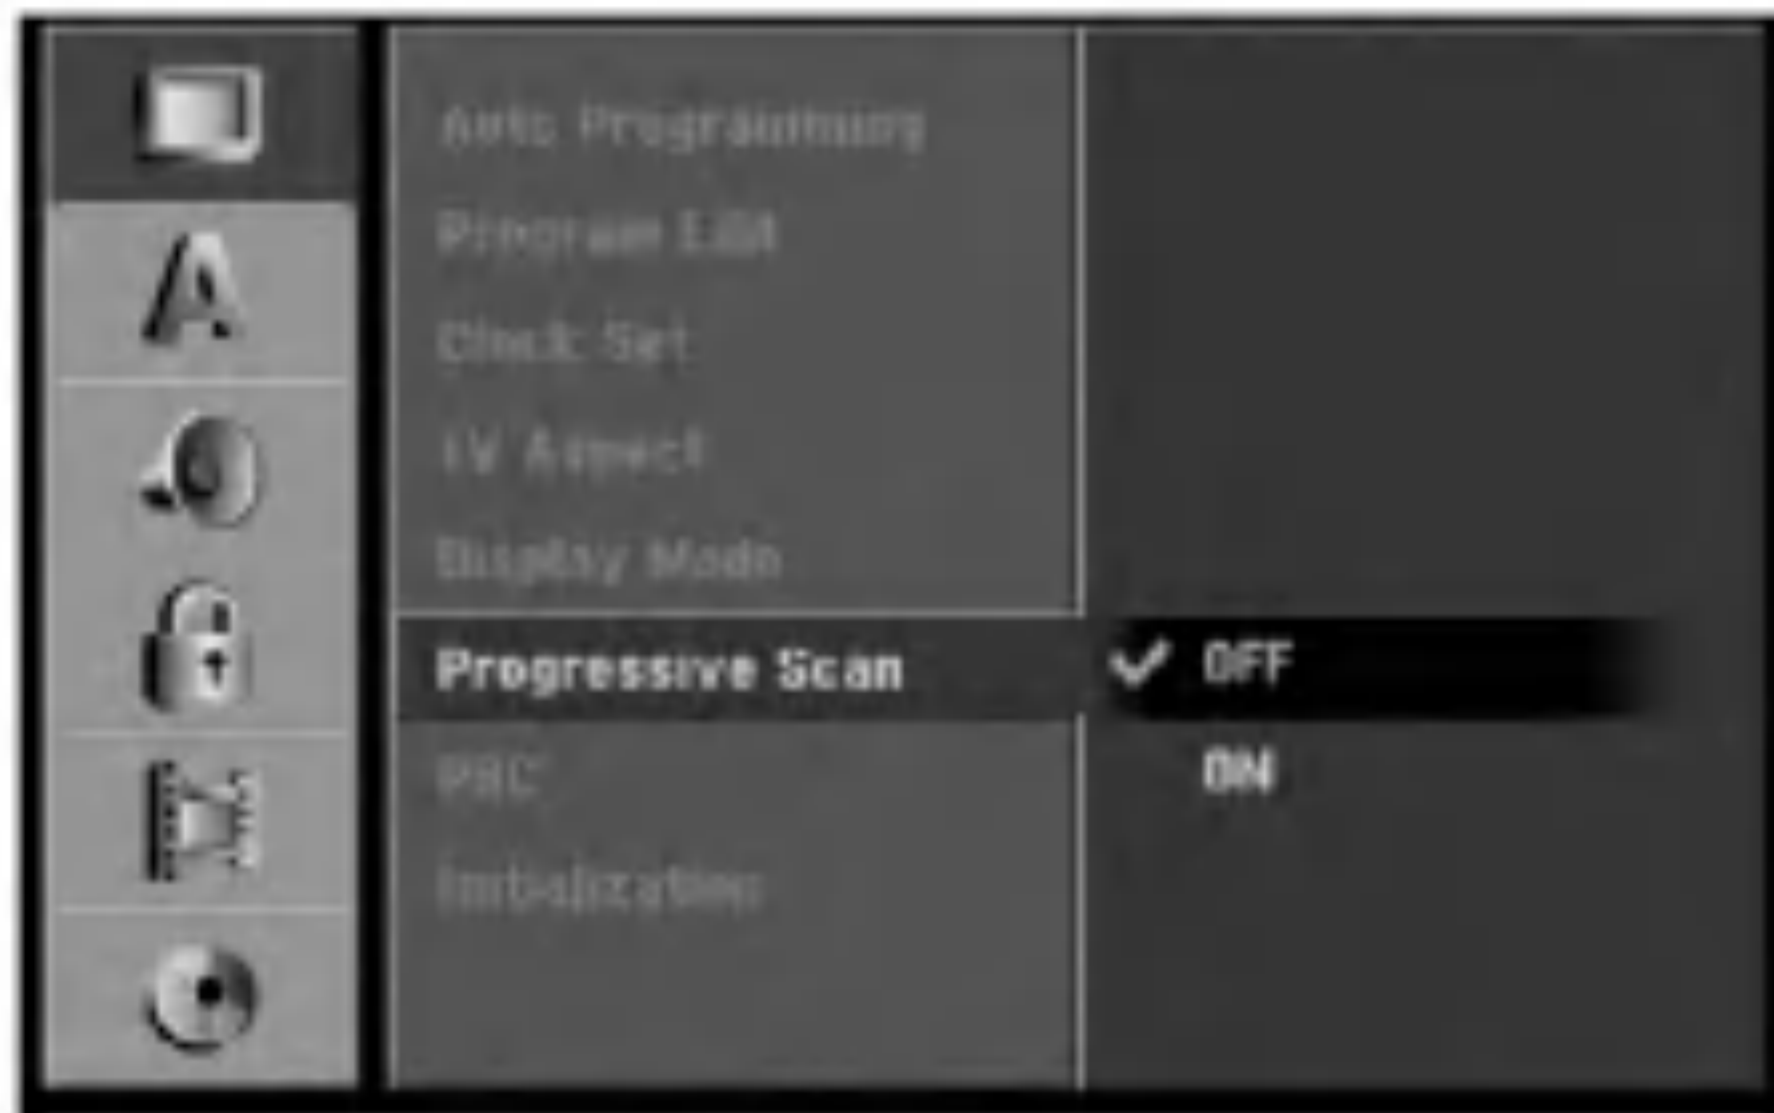 Auto Programming
Program Edit
Clock Set
TV Aspect
Display Mode
Progressive Scan
OFF
PBC
ON
Initialization